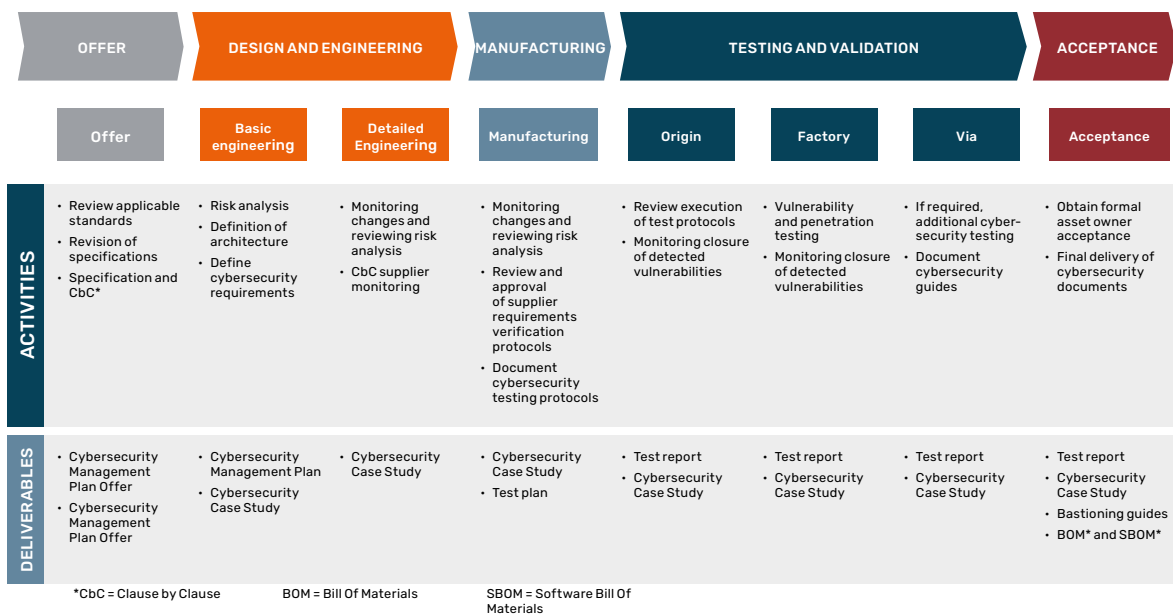 OFFER
DESIGN AND ENGINEERING
MANUFACTURING
TESTING AND VALIDATION
ACCEPTANCE
Offer
Basic
engineering
Detailed
Engineering
Manufacturing
Origin
Factory
Via
Acceptance
ACTIVITIES
• Review applicable
standards
• Revision of
specifications
• Specification and
CbC*
• Risk analysis
• Definition of
architecture
• Define
cybersecurity
requirements
• Monitoring
changes and
reviewing risk
analysis
• CbC supplier
monitoring
• Monitoring
changes and
reviewing risk
analysis
• Review and
approval
of supplier
requirements
verification
protocols
• Document
cybersecurity
testing protocols
• Review execution
of test protocols
• Monitoring closure
of detected
vulnerabilities
• Vulnerability
and penetration
testing
• Monitoring closure
of detected
vulnerabilities
• If required,
additional cyber-
security testing
• Document
cybersecurity
guides
• Obtain formal
asset owner
acceptance
• Final delivery of
cybersecurity
documents
DELIVERABLES
• Cybersecurity
Management
Plan Offer
• Cybersecurity
Management
Plan Offer
• Cybersecurity
Management Plan
• Cybersecurity
Case Study
• Cybersecurity
Case Study
• Cybersecurity
Case Study
• Test plan
• Test report
• Cybersecurity
Case Study
• Test report
• Cybersecurity
Case Study
• Test report
• Cybersecurity
Case Study
• Test report
• Cybersecurity
Case Study
• Bastioning guides
• BOM* and SBOM*
*CbC = Clause by Clause
BOM = Bill Of Materials
SBOM = Software Bill Of
Materials